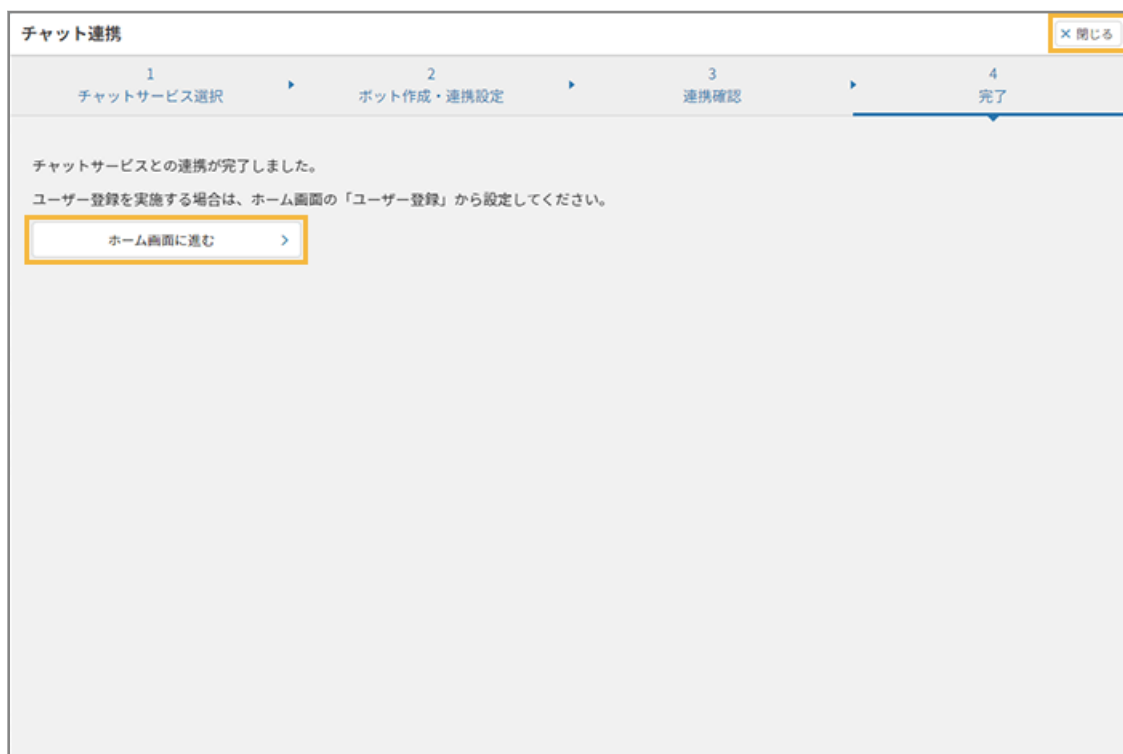 チャット連携
× 閉じる
1
チャットサービス選択
2
ボット作成・連携設定
3
連携確認
4
完了
チャットサービスとの連携が完了しました。
ユーザー登録を実施する場合は、ホーム画面の「ユーザー登録」から設定してください。
ホーム画面に進む